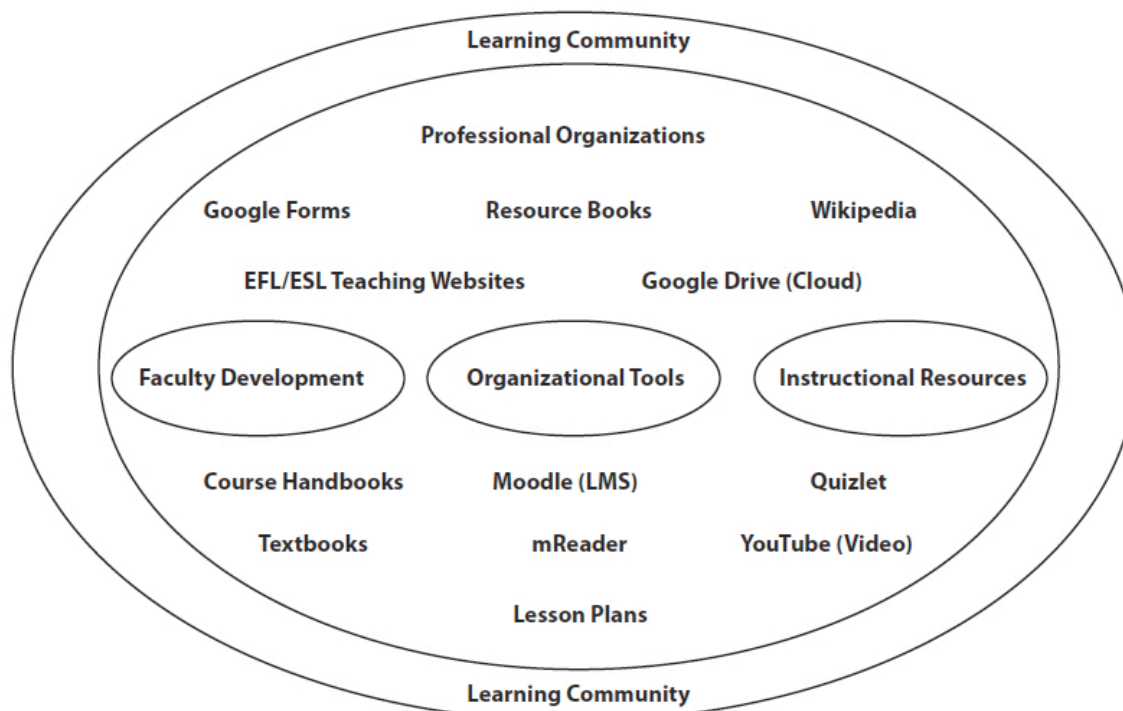 Learning Community
Professional Organizations
Google Forms Resource Books Wikipedia
EFL/ESL Teaching Websites Google Drive (Cloud)
Faculty Development Organizational Tools Instructional Resources
Course Handbooks Moodle (LMS) Quizlet
Textbooks mReader YouTube (Video)
Lesson Plans
Learning Community